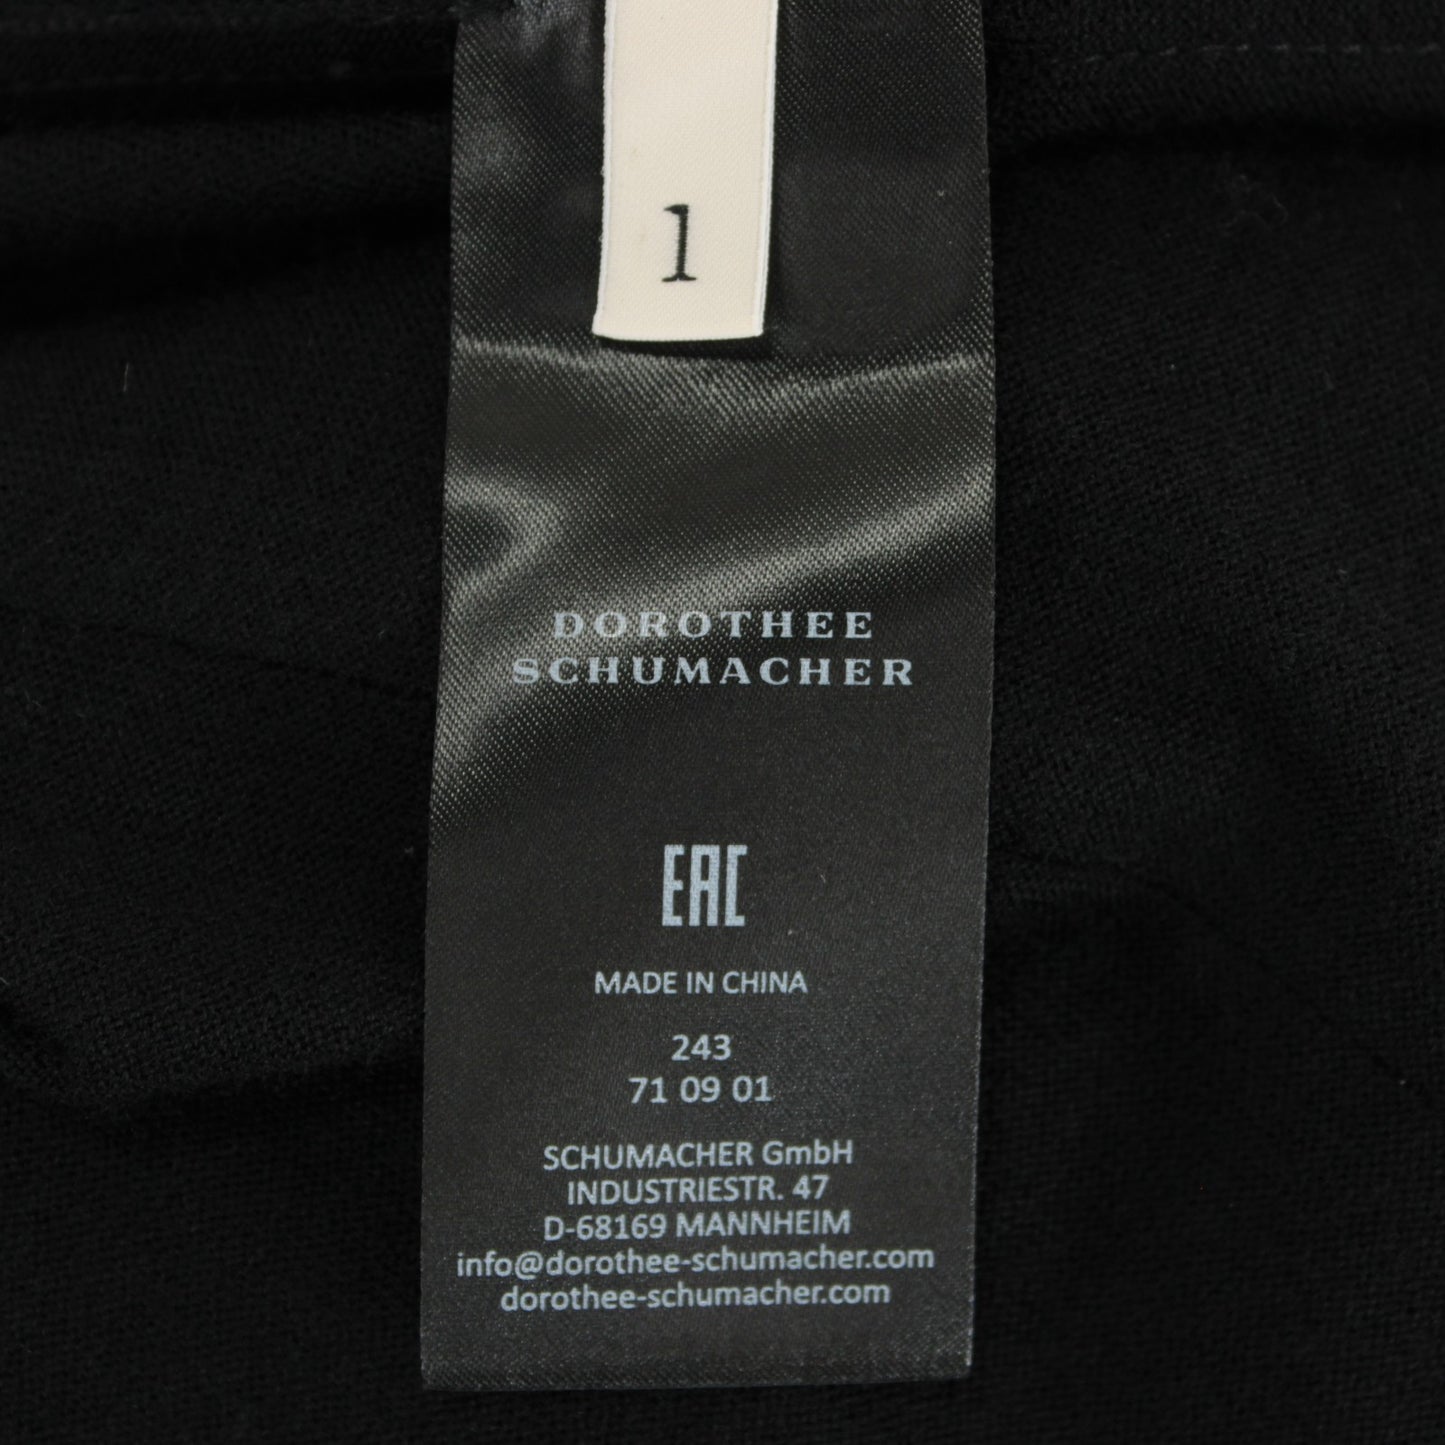 1
DOROTHEE
SCHUMACHER
EAC
MADE IN CHINA
243
71 09 01
SCHUMACHER GmbH
INDUSTRIESTR. 47
D-68169 MANNHEIM
info@dorothee-schumacher.com
dorothee-schumacher.com